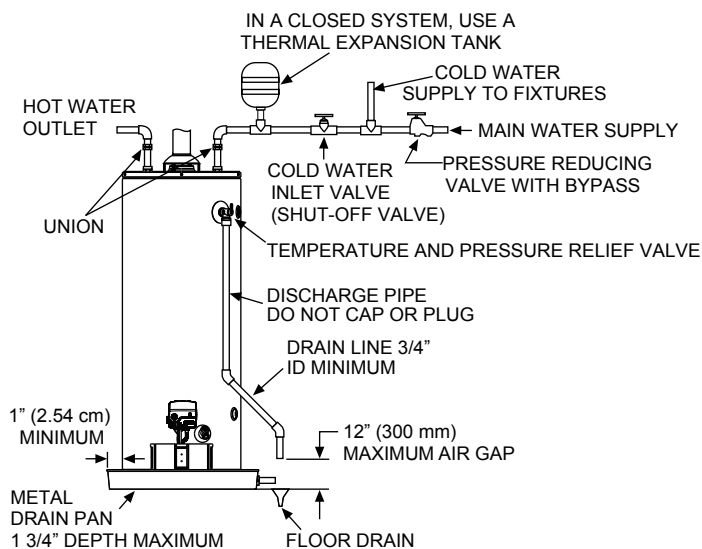 IN A CLOSED SYSTEM, USE A
THERMAL EXPANSION TANK
COLD WATER
SUPPLY TO FIXTURES
HOT WATER
OUTLET
MAIN WATER SUPPLY
COLD WATER
INLET VALVE
(SHUT-OFF VALVE)
PRESSURE REDUCING
VALVE WITH BYPASS
UNION
TEMPERATURE AND PRESSURE RELIEF VALVE
DISCHARGE PIPE
DO NOT CAP OR PLUG
DRAIN LINE 3/4”
ID MINIMUM
1” (2.54 cm)
MINIMUM
12” (300 mm)
MAXIMUM AIR GAP
METAL
DRAIN PAN
1 3/4” DEPTH MAXIMUM
FLOOR DRAIN